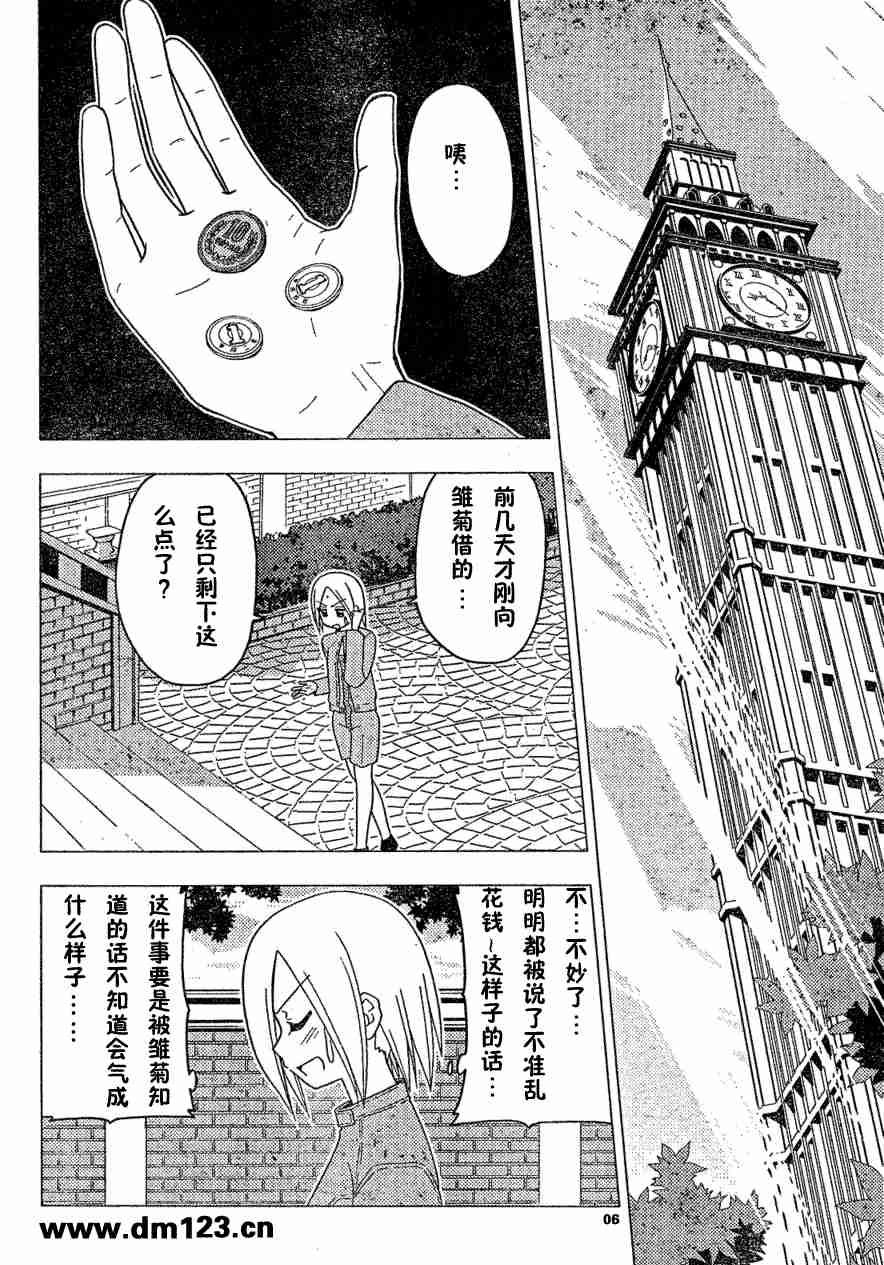 咦…
前几天才刚向
雏菊借的…
已经只剩下这
么点了？
不…不妙了…
明明都被说了不准乱
花钱~这样子的话…
这件事要是被雏菊知
道的话不知道会气成
什么样子……
10
1
1
06
www.dm123.cn